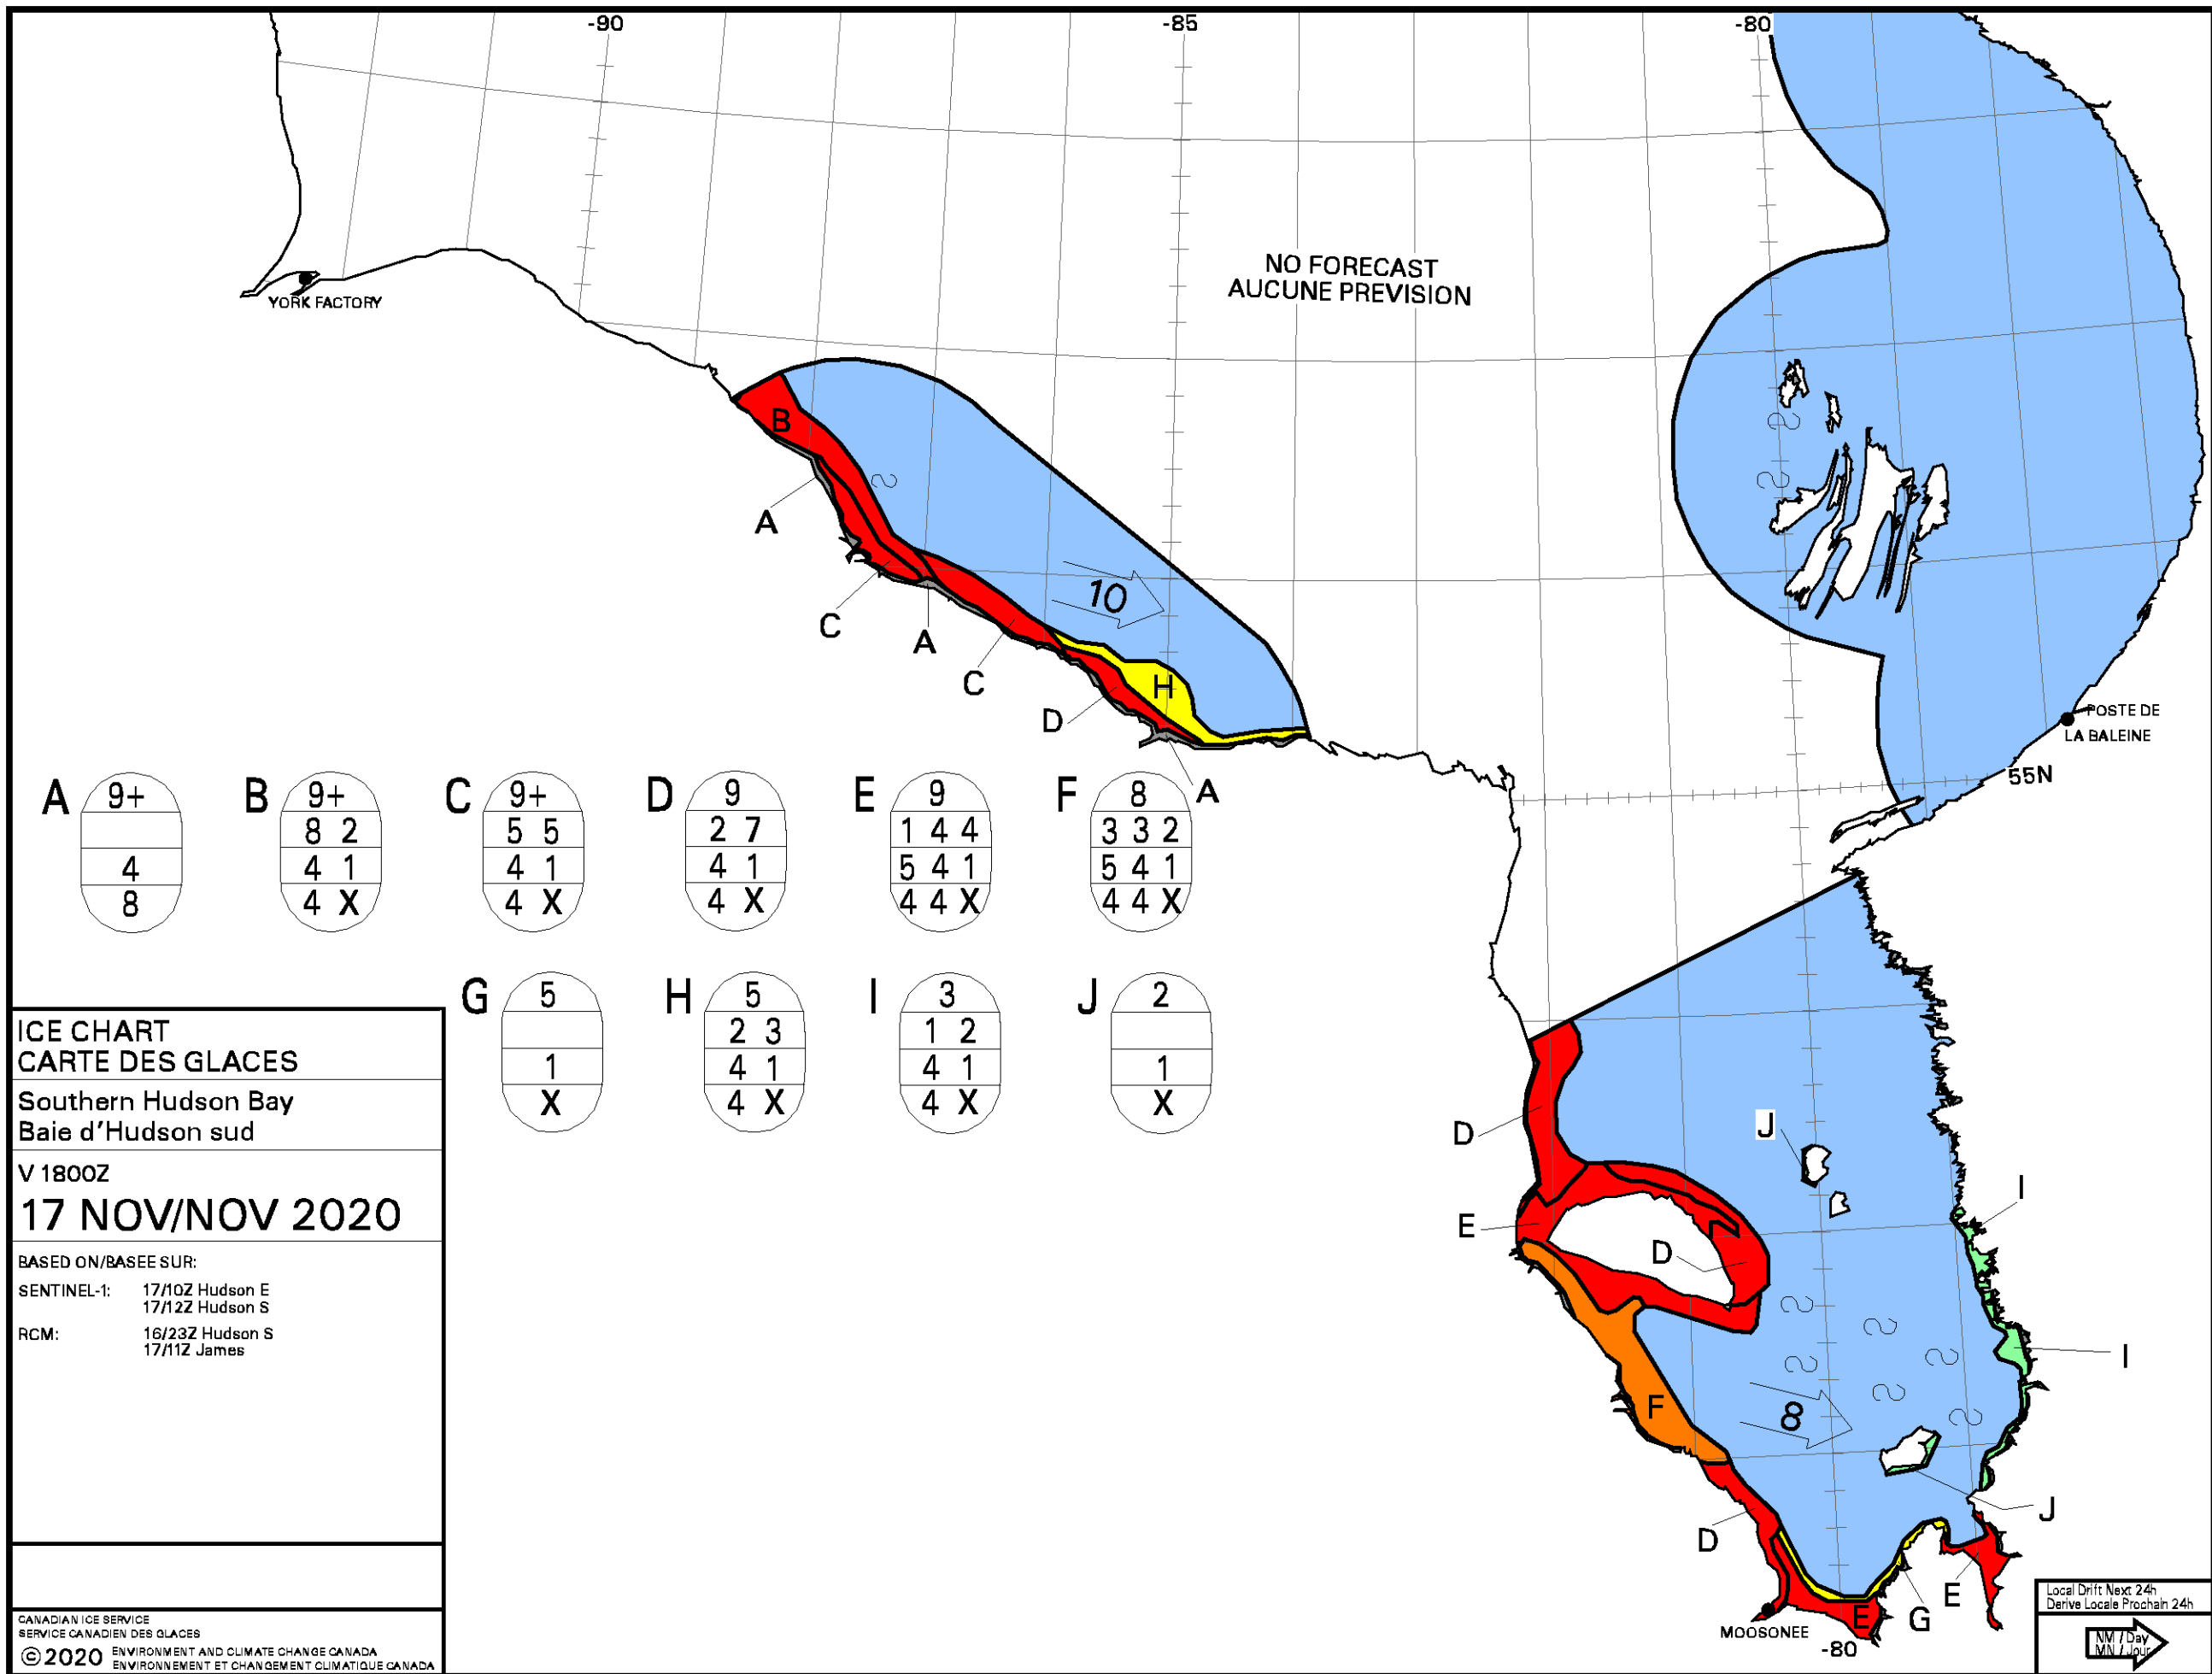 -90 -85 -80
NO FORECAST
AUCUNE PREVISION
YORK FACTORY
B
A
10
C
A
C
H
D
A
POSTE DE
LA BALEINE
55N
A B C D E F
9+ 9+ 9+ 9 9 8
8 2 5 5 2 7 1 4 4 3 3 2
4 4 1 4 1 4 1 5 4 1 5 4 1
8 4 X 4 X 4 X 4 4 X 4 4 X
G H I J
5 5 3 2
2 3 1 2
1 4 1 4 1 1
X 4 X 4 X X
ICE CHART
CARTE DES GLACES
Southern Hudson Bay
Baie d'Hudson sud
V 1800Z
17 NOV/NOV 2020
BASED ON/BASEE SUR:
SENTINEL-1: 17/10Z Hudson E
17/12Z Hudson S
RCM: 16/23Z Hudson S
17/11Z James
CANADIAN ICE SERVICE
SERVICE CANADIEN DES GLACES
©2020 ENVIRONMENT AND CLIMATE CHANGE CANADA
ENVIRONNEMENT ET CHANGEMENT CLIMATIQUE CANADA
D
J
I
E
D
I
F
8
J
D
E
G
E
MOOSONEE
-80
Local Drift Next 24h
Derive Locale Prochain 24h
NM / Day
MN / Jour